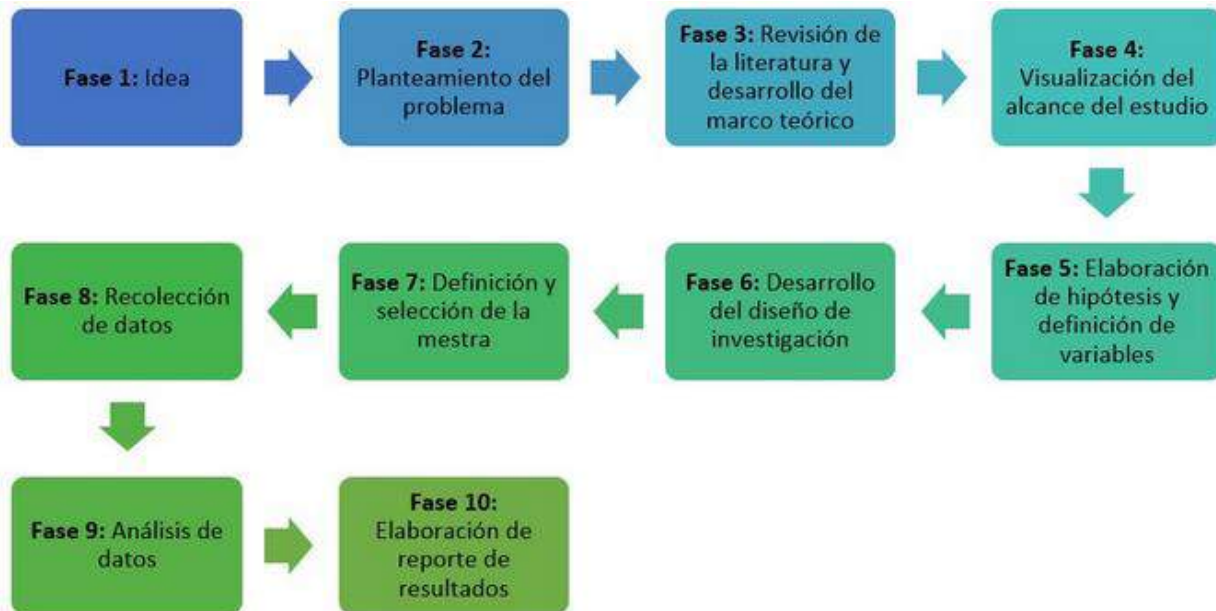 Fase 1: Idea
Fase 2:
Planteamiento del
problema
Fase 3: Revisión de
la literatura y
desarrollo del
marco teórico
Fase 4:
Visualización del
alcance del estudio
Fase 5: Elaboración
de hipótesis y
definición de
variables
Fase 6: Desarrollo
del diseño de
investigación
Fase 7: Definición y
selección de la
mestra
Fase 8: Recolección
de datos
Fase 9: Análisis de
datos
Fase 10:
Elaboración de
reporte de
resultados